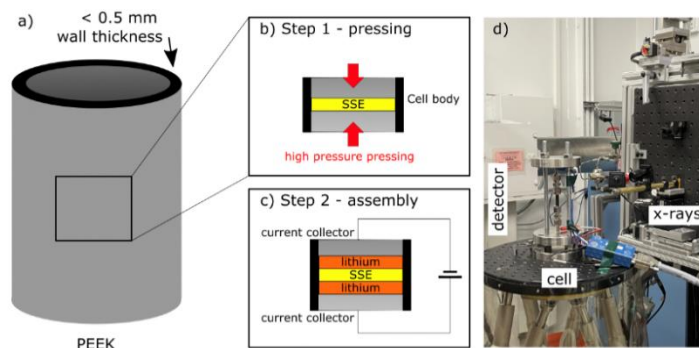 a)
< 0.5 mm
wall thickness
PEEK
b) Step 1 - pressing
SSE
Cell body
high pressure pressing
c) Step 2 - assembly
current collector
lithium
SSE
lithium
current collector
d)
detector
x-rays
cell